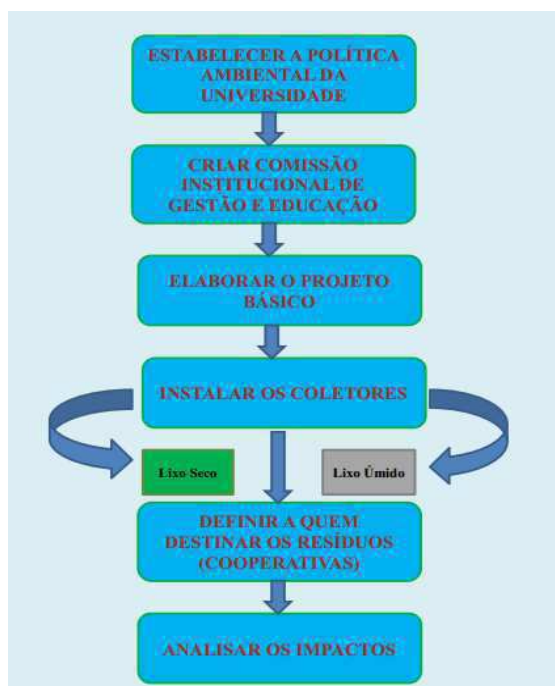 ESTABELECER A POLÍTICA
AMBIENTAL DA
UNIVERSIDADE
CRIAR COMISSÃO
INSTITUCIONAL DE
GESTÃO E EDUCAÇÃO
ELABORAR O PROJETO
BÁSICO
INSTALAR OS COLETORES
Lixo Seco
Lixo Úmido
DEFINIR A QUEM
DESTINAR OS RESÍDUOS
(COOPERATIVAS)
ANALISAR OS IMPACTOS